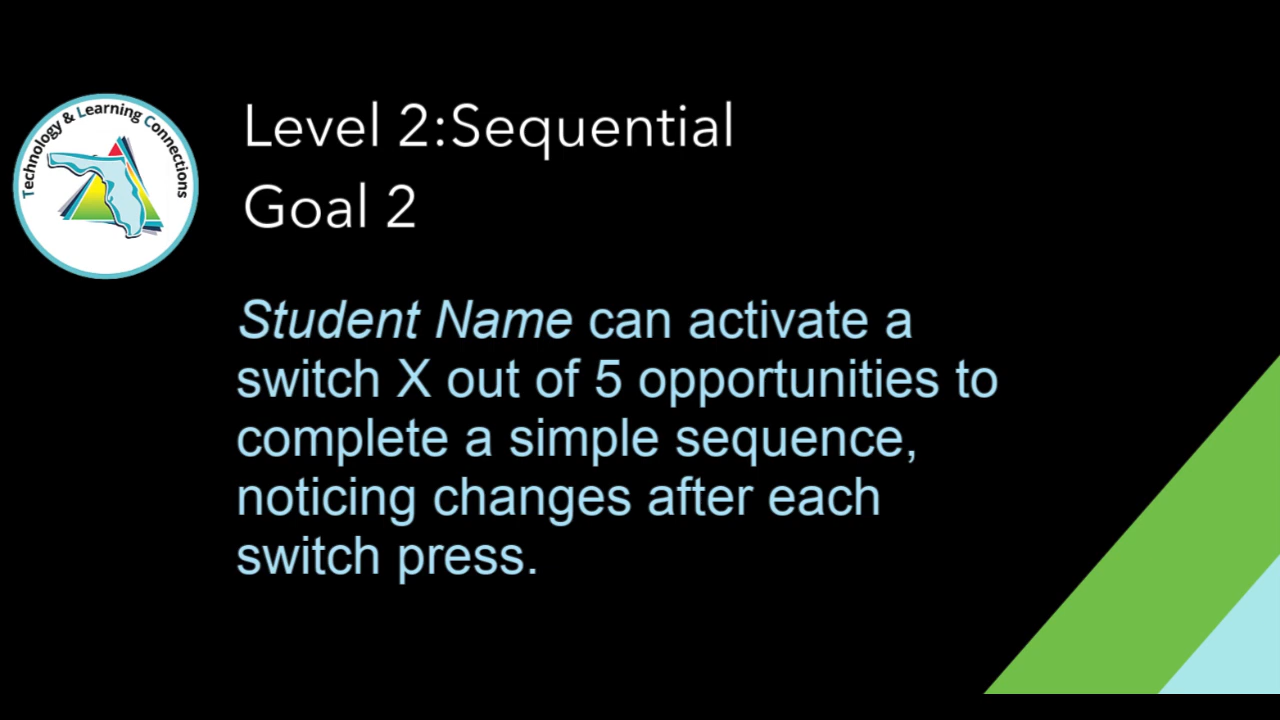 Technology & Learning Connections
Level 2:Sequential
Goal 2
Student Name can activate a
switch X out of 5 opportunities to
complete a simple sequence,
noticing changes after each
switch press.